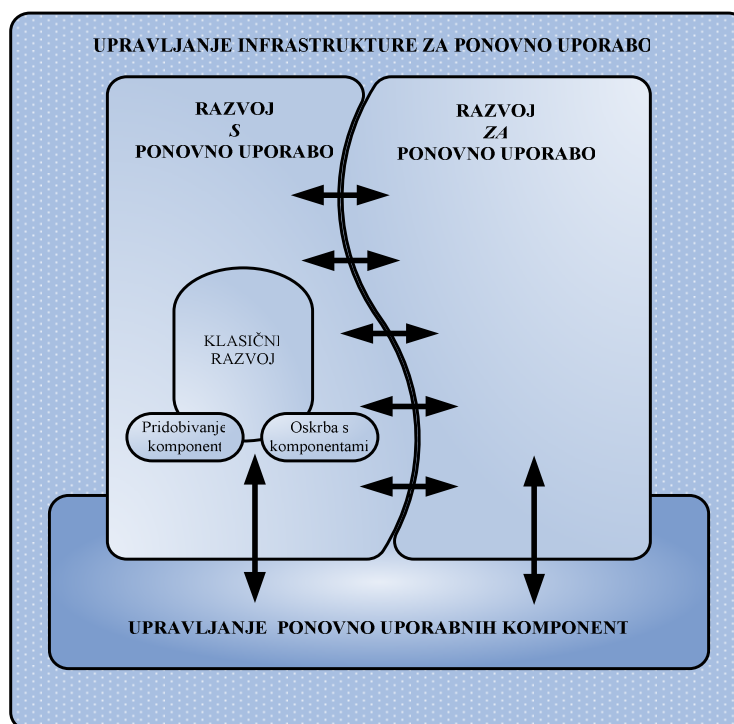 UPRAVLJANJE INFRASTRUKTURE ZA PONOVNO UPORABO
RAZVOJ
S
PONOVNO UPORABO
RAZVOJ
ZA
PONOVNO UPORABO
KLASIČNI
RAZVOJ
Pridobivanje
komponent
Oskrba s
komponentami
UPRAVLJANJE PONOVNO UPORABNIH KOMPONENT